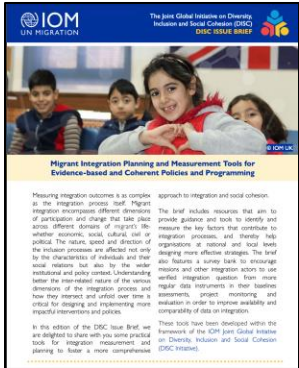 IOM
UN MIGRATION
The Joint Global Initiative on Diversity,
Inclusion and Social Cohesion (DISC)
DISC ISSUE BRIEF
© IOM UK
Migrant Integration Planning and Measurement Tools for
Evidence-based and Coherent Policies and Programming
Measuring integration outcomes is as complex
as the integration process itself. Migrant
integration encompasses different dimensions
of participation and change that take place
across different domains of migrant's life-
whether economic, social, cultural, civil or
political. The nature, speed and direction of
the inclusion processes are affected not only
by the characteristics of individuals and their
social relations but also by the wider
institutional and policy context. Understanding
better the inter-related nature of the various
dimensions of the integration process and
how they intersect and unfold over time is
critical for designing and implementing more
impactful interventions and policies.
In this edition of the DISC Issue Brief, we
are delighted to share with you some practical
tools for integration measurement and
planning to foster a more comprehensive
approach to integration and social cohesion.
The brief includes resources that aim to
provide guidance and tools to identify and
measure the key factors that contribute to
integration processes, and thereby help
organisations at national and local levels
designing more effective strategies. The brief
also features a survey bank to encourage
missions and other integration actors to use
verified integration question from more
regular data instruments in their baselines
assessments, project monitoring and
evaluation in order to improve availability and
comparability of data on integration.
These tools have been developed within the
framework of the IOM Joint Global Initiative
on Diversity, Inclusion and Social Cohesion
(DISC Initiative).